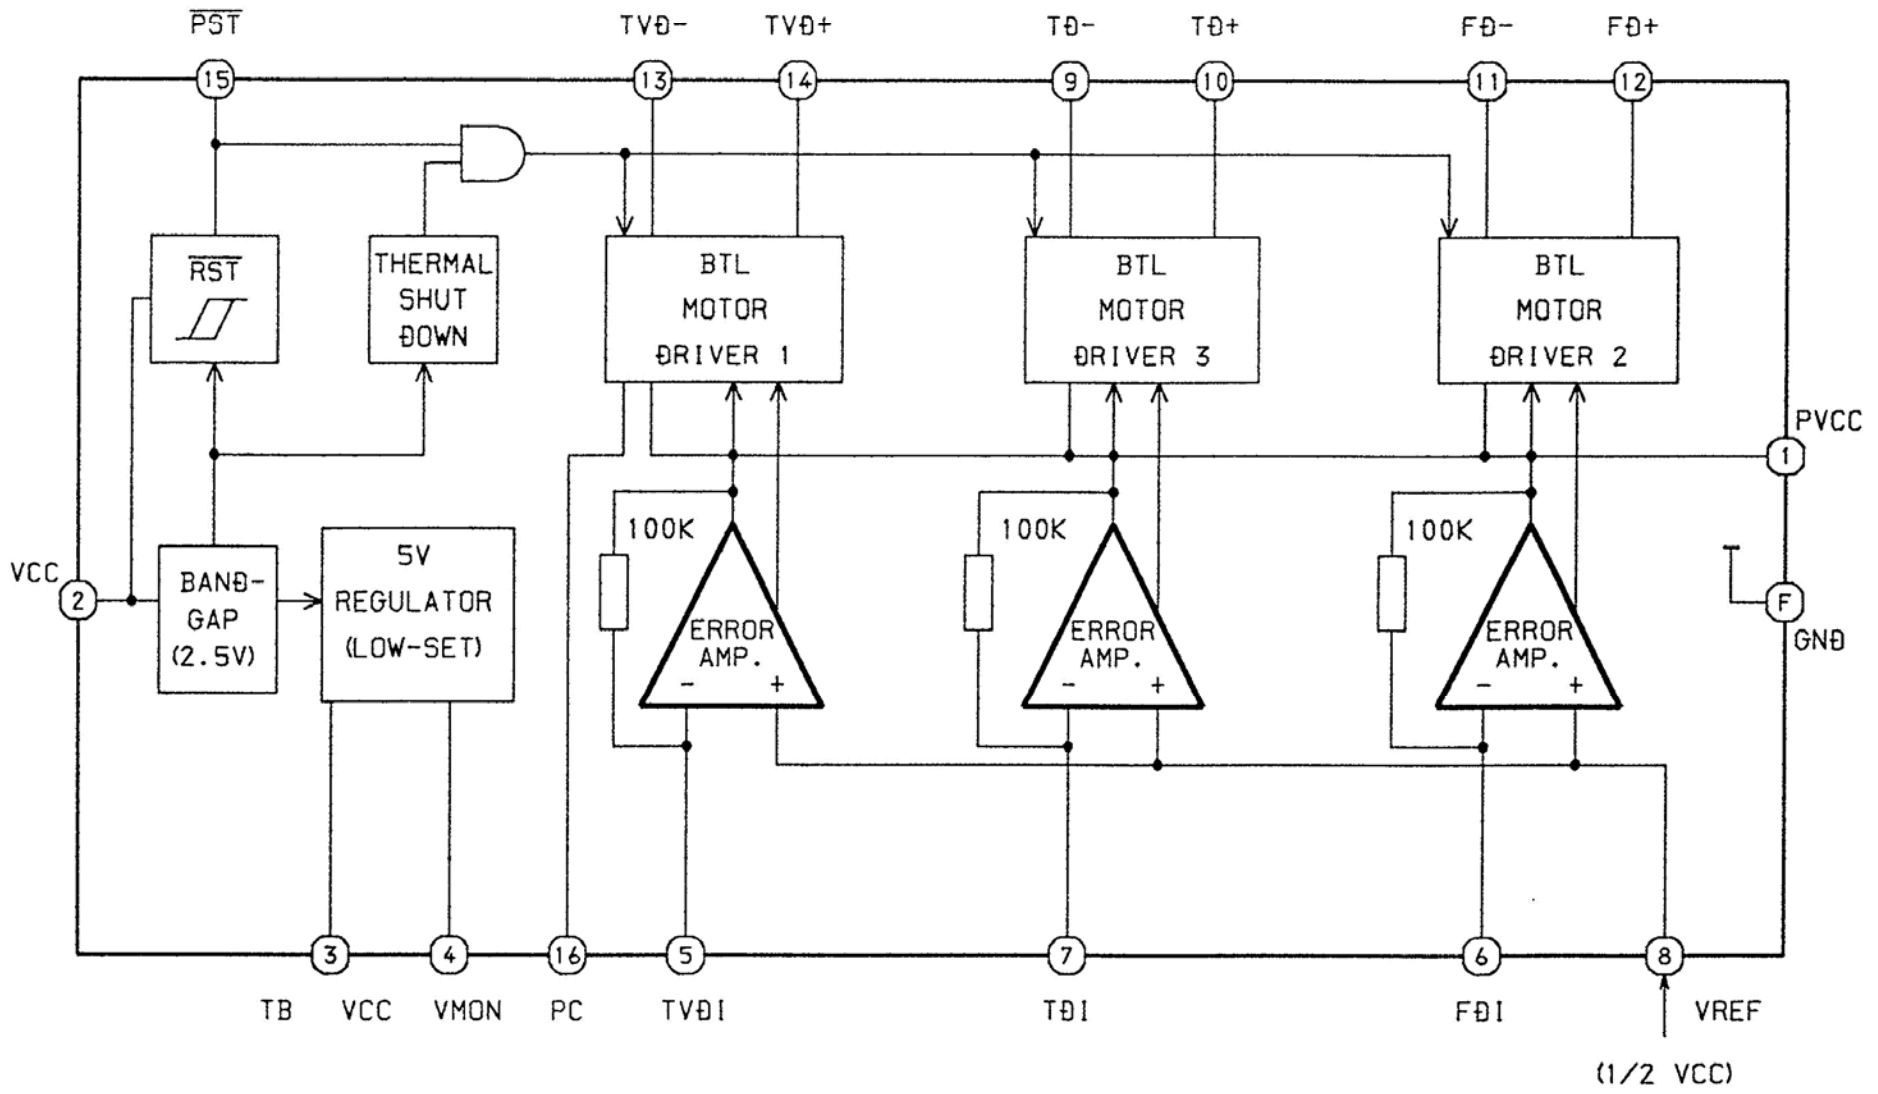 PST TVD- TVD+ TD- TD+ FD- FD+
15 13 14 9 10 11 12
RST
THERMAL
SHUT
DOWN
BTL
MOTOR
DRIVER 1
BTL
MOTOR
DRIVER 3
BTL
MOTOR
DRIVER 2
PVCC
1
VCC
2
BAND-
GAP
(2.5V)
5V
REGULATOR
(LOW-SET)
100K
ERROR
AMP.
- +
100K
ERROR
AMP.
- +
100K
ERROR
AMP.
- +
F
GND
3 4 16 5 7 6 8
TB VCC VMON PC TVDI TDI FDI VREF
(1/2 VCC)